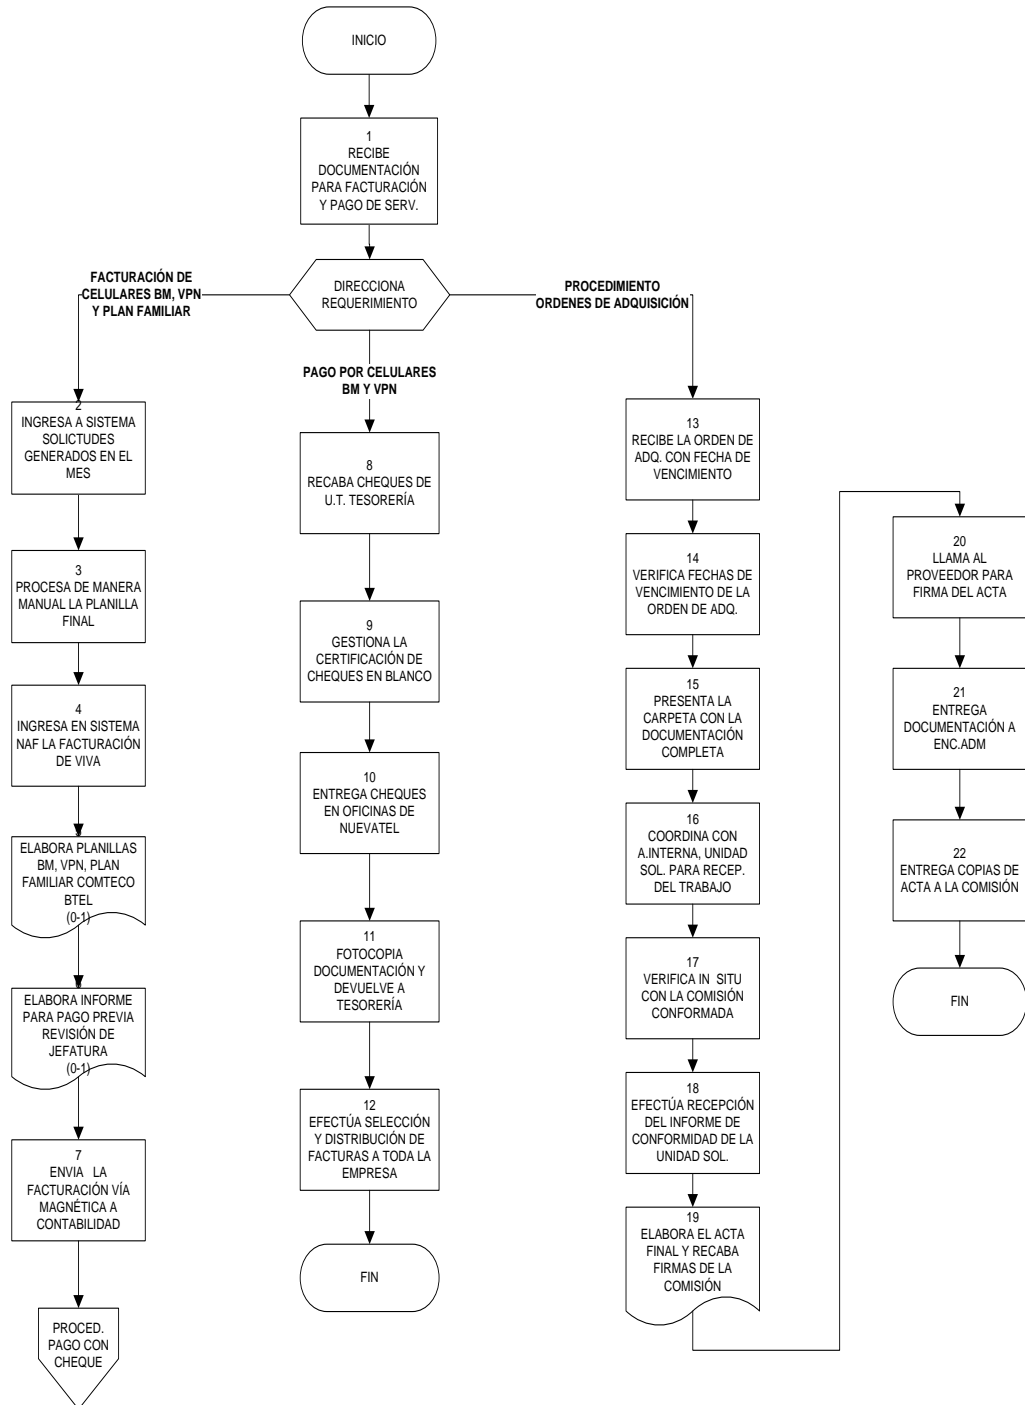 INICIO
1
RECIBE
DOCUMENTACIÓN
PARA FACTURACIÓN
Y PAGO DE SERV.
DIRECCIONA
REQUERIMIENTO
FACTURACIÓN DE
CELULARES BM, VPN
Y PLAN FAMILIAR
2
INGRESA A SISTEMA
SOLICTUDES
GENERADOS EN EL
MES
3
PROCESA DE MANERA
MANUAL LA PLANILLA
FINAL
4
INGRESA EN SISTEMA
NAF LA FACTURACIÓN
DE VIVA
ELABORA PLANILLAS
BM, VPN, PLAN
FAMILIAR COMTECO
BTEL
(0-1)
ELABORA INFORME
PARA PAGO PREVIA
REVISIÓN DE
JEFATURA
(0-1)
7
ENVIA LA
FACTURACIÓN VÍA
MAGNÉTICA A
CONTABILIDAD
PROCED.
PAGO CON
CHEQUE
PAGO POR CELULARES
BM Y VPN
8
RECABA CHEQUES DE
U.T. TESORERÍA
9
GESTIONA LA
CERTIFICACIÓN DE
CHEQUES EN BLANCO
10
ENTREGA CHEQUES
EN OFICINAS DE
NUEVATEL
11
FOTOCOPIA
DOCUMENTACIÓN Y
DEVUELVE A
TESORERÍA
12
EFECTÚA SELECCIÓN
Y DISTRIBUCIÓN DE
FACTURAS A TODA LA
EMPRESA
FIN
PROCEDIMIENTO
ORDENES DE ADQUISICIÓN
13
RECIBE LA ORDEN DE
ADQ. CON FECHA DE
VENCIMIENTO
14
VERIFICA FECHAS DE
VENCIMIENTO DE LA
ORDEN DE ADQ.
15
PRESENTA LA
CARPETA CON LA
DOCUMENTACIÓN
COMPLETA
16
COORDINA CON
A.INTERNA, UNIDAD
SOL. PARA RECEP.
DEL TRABAJO
17
VERIFICA IN SITU
CON LA COMISIÓN
CONFORMADA
18
EFECTÚA RECEPCIÓN
DEL INFORME DE
CONFORMIDAD DE LA
UNIDAD SOL.
19
ELABORA EL ACTA
FINAL Y RECABA
FIRMAS DE LA
COMISIÓN
20
LLAMA AL
PROVEEDOR PARA
FIRMA DEL ACTA
21
ENTREGA
DOCUMENTACIÓN A
ENC.ADM
22
ENTREGA COPIAS DE
ACTA A LA COMISIÓN
FIN